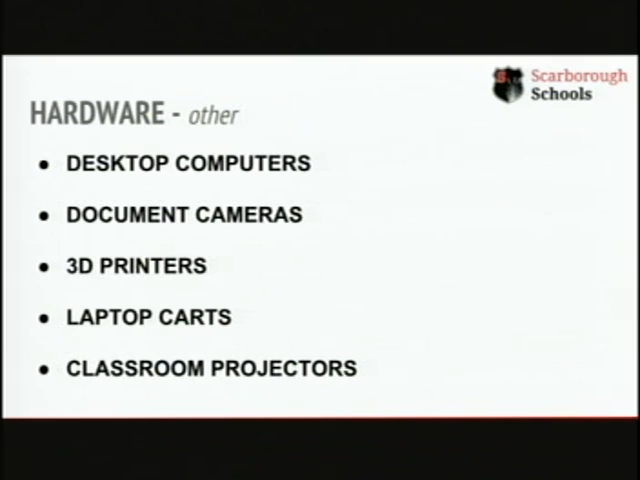 Scarborough
Schools
HARDWARE - other
● DESKTOP COMPUTERS
● DOCUMENT CAMERAS
● 3D PRINTERS
● LAPTOP CARTS
● CLASSROOM PROJECTORS